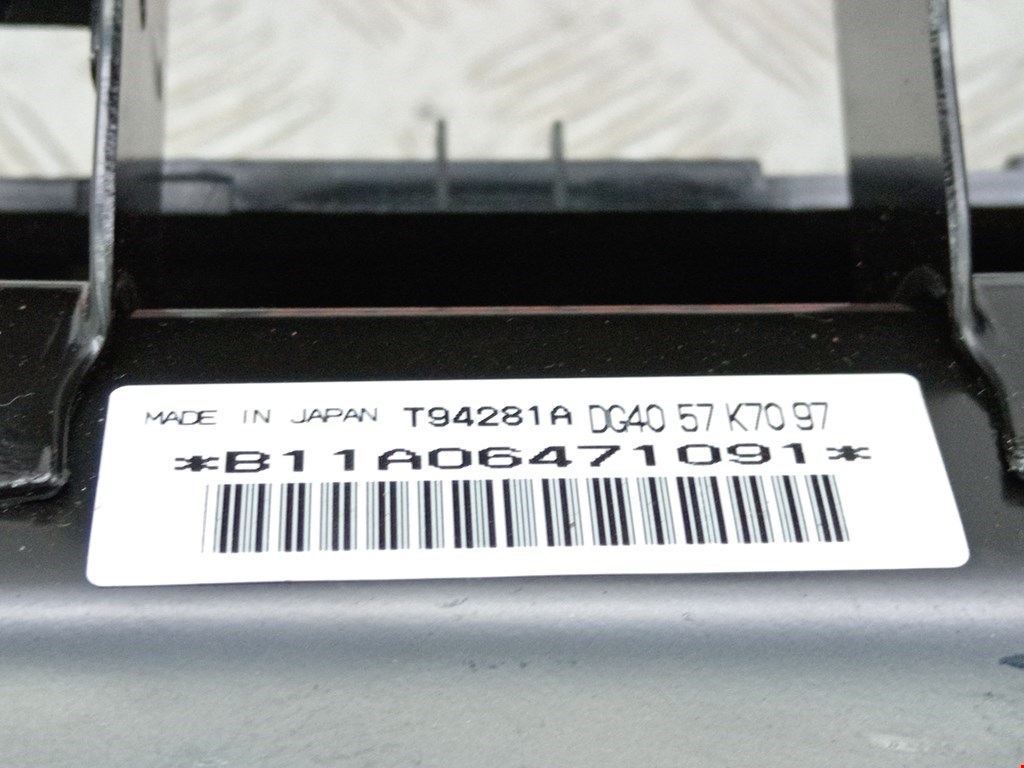 MADE IN JAPAN T94281A DG40 57 K70 97
*B11A06471091*